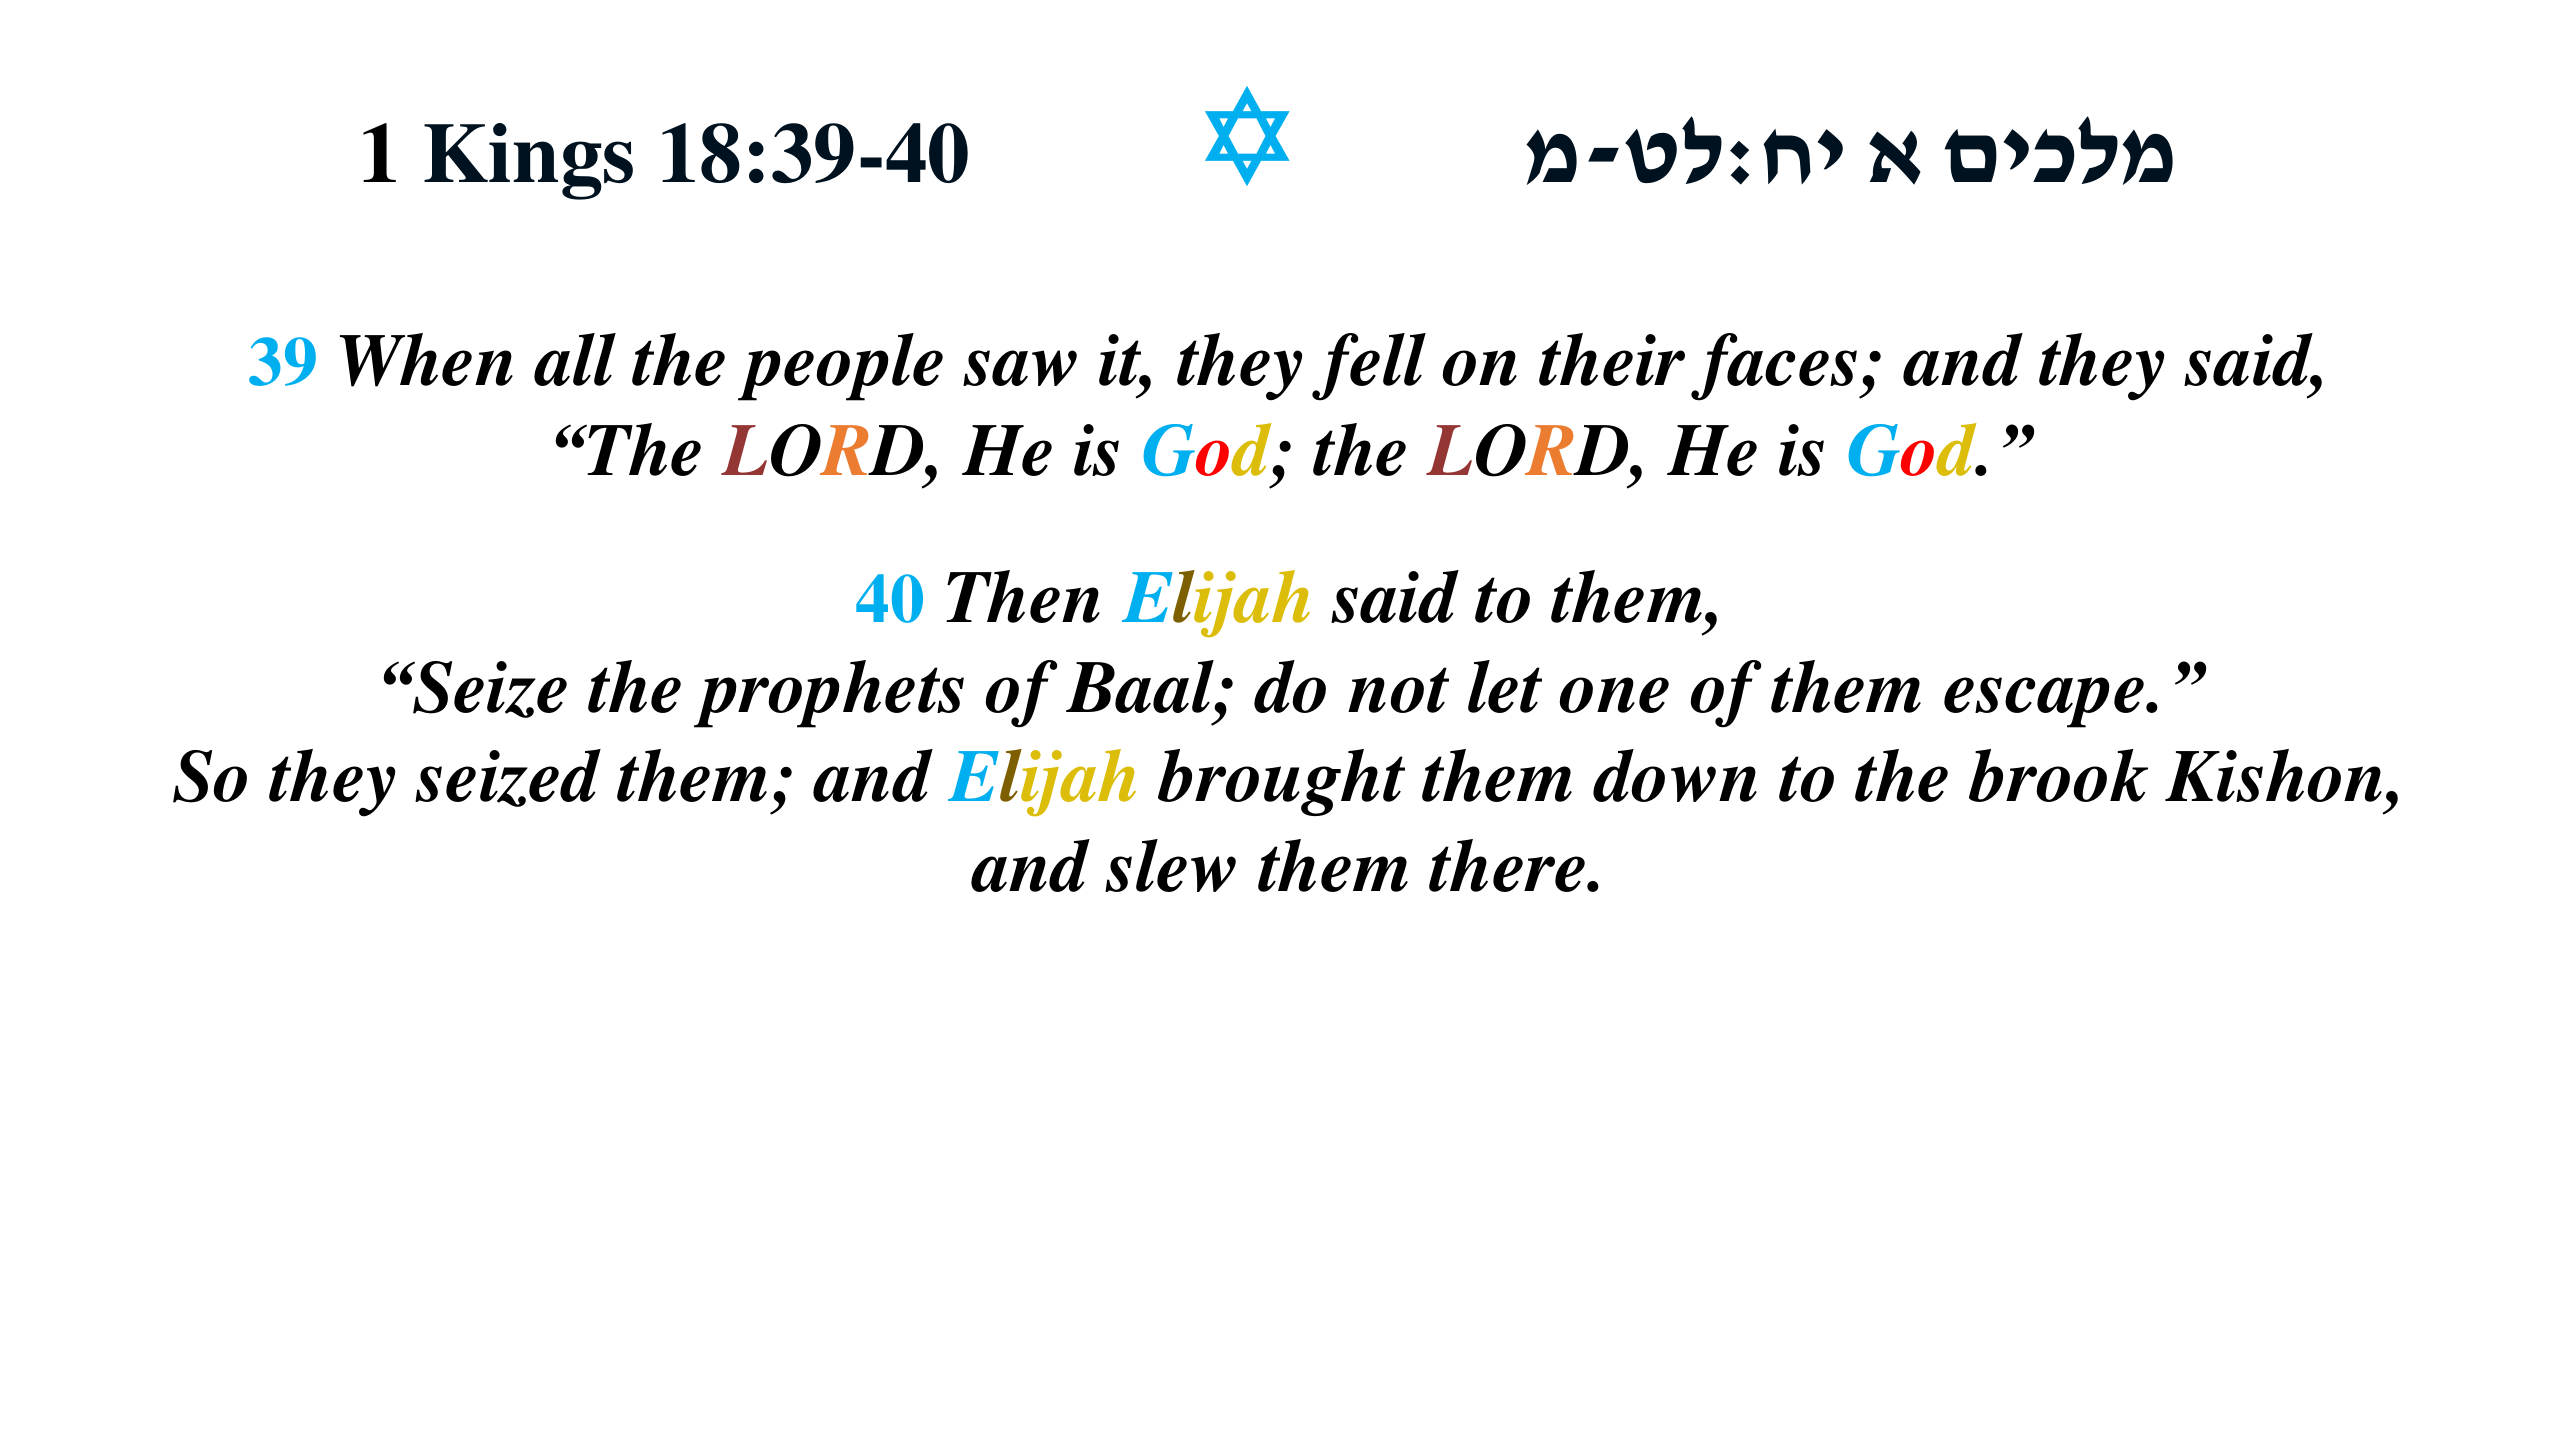 1 Kings 18:39-40 ✡ מלכים א יח:לט-מ
39 When all the people saw it, they fell on their faces; and they said,
“The LORD, He is God; the LORD, He is God.”
40 Then Elijah said to them,
“Seize the prophets of Baal; do not let one of them escape.”
So they seized them; and Elijah brought them down to the brook Kishon,
and slew them there.